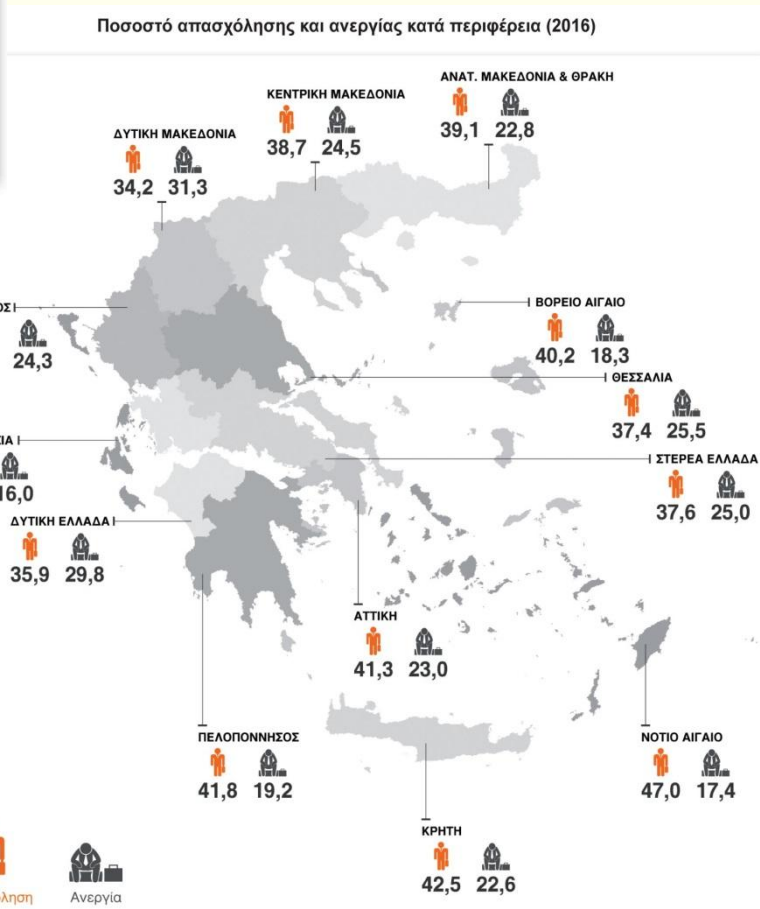 Ποσοστό απασχόλησης και ανεργίας κατά περιφέρεια (2016)
ΑΝΑΤ. ΜΑΚΕΔΟΝΙΑ & ΘΡΑΚΗ
39,1 22,8
ΚΕΝΤΡΙΚΗ ΜΑΚΕΔΟΝΙΑ
38,7 24,5
ΔΥΤΙΚΗ ΜΑΚΕΔΟΝΙΑ
34,2 31,3
ΟΣ
24,3
ΒΟΡΕΙΟ ΑΙΓΑΙΟ
40,2 18,3
ΘΕΣΣΑΛΙΑ
37,4 25,5
ΙΑ
16,0
ΣΤΕΡΕΑ ΕΛΛΑΔΑ
37,6 25,0
ΔΥΤΙΚΗ ΕΛΛΑΔΑ
35,9 29,8
ΑΤΤΙΚΗ
41,3 23,0
ΠΕΛΟΠΟΝΝΗΣΟΣ
41,8 19,2
ΝΟΤΙΟ ΑΙΓΑΙΟ
47,0 17,4
ΚΡΗΤΗ
42,5 22,6
ληση Ανεργία